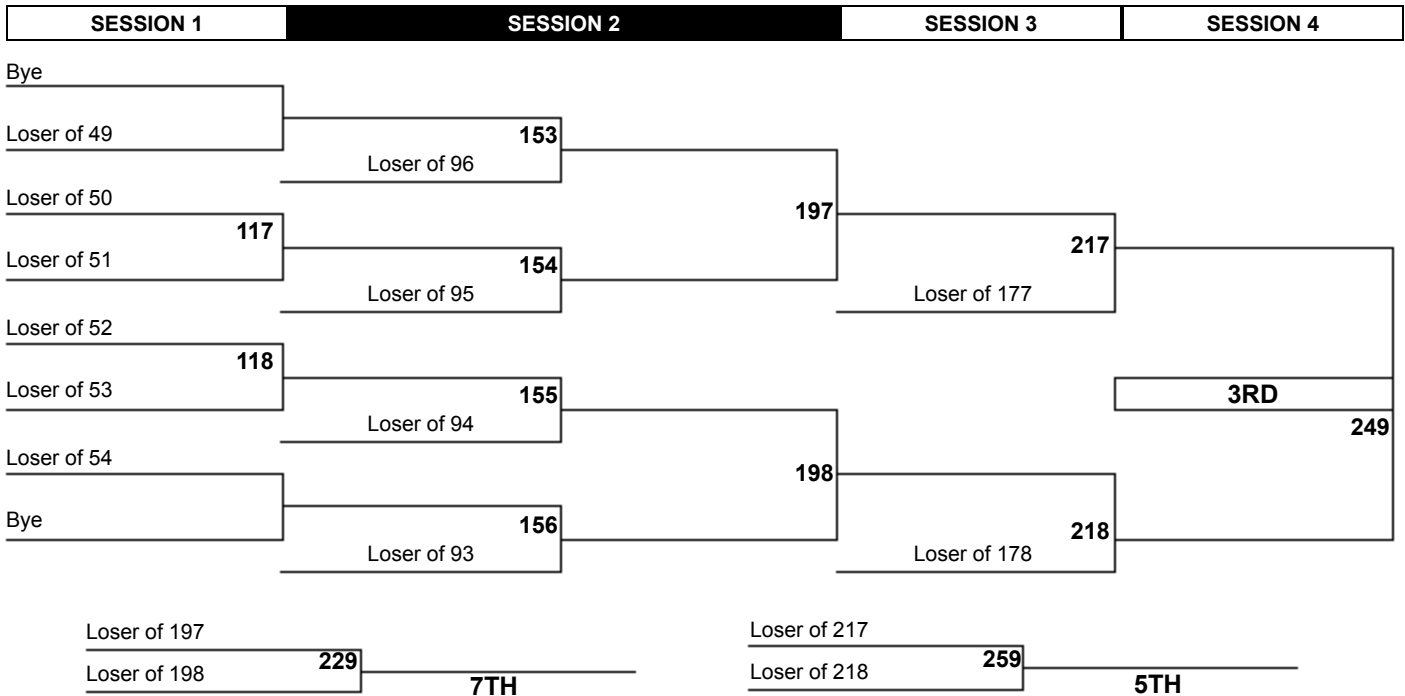 SESSION 1 SESSION 2 SESSION 3 SESSION 4
Bye
Loser of 49
153
Loser of 96
Loser of 50
197
117
217
Loser of 51
154
Loser of 95
Loser of 177
Loser of 52
118
Loser of 53
155
3RD
Loser of 94
249
Loser of 54
198
Bye
156
218
Loser of 93
Loser of 178
Loser of 197
229
Loser of 198
7TH
Loser of 217
259
Loser of 218
5TH